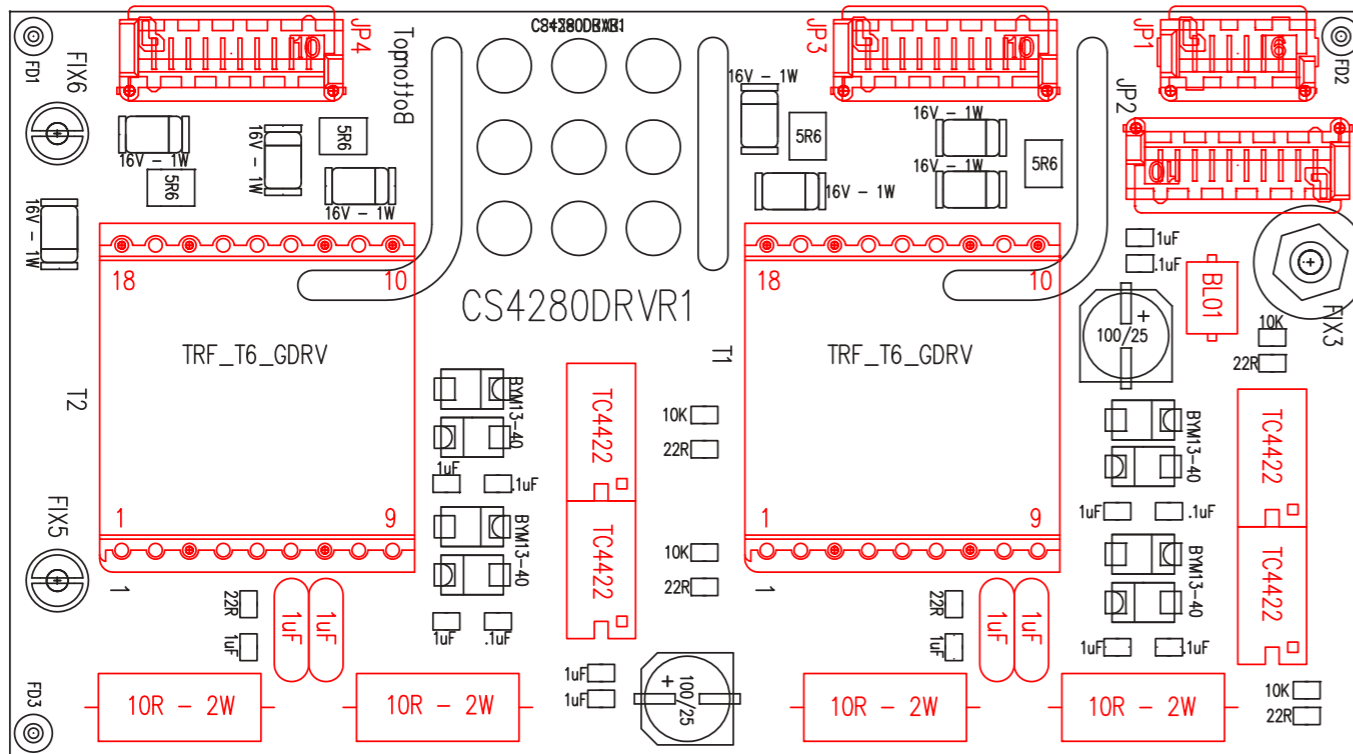 FD1
FIX6
JP4
10
TopmottoB
CS4280DRVR1
JP3
10
JP1
6
FD2
JP2
10
16V - 1W
5R6
16V - 1W
5R6
16V - 1W
16V - 1W
16V - 1W
5R6
16V - 1W
16V - 1W
16V - 1W
5R6
1uF
.1uF
BL01
FIX3
18
10
TRF_T6_GDRV
T2
1
9
1
CS4280DRVR1
T1
18
10
TRF_T6_GDRV
1
9
1
+
100/25
10K
22R
BYM13-40
1uF
.1uF
BYM13-40
1uF
.1uF
TC4422
TC4422
10K
22R
10K
22R
BYM13-40
1uF
.1uF
BYM13-40
1uF
.1uF
TC4422
TC4422
FIX5
22R
1uF
1uF
1uF
22R
1uF
1uF
1uF
FD3
10R - 2W
10R - 2W
1uF
1uF
+
100/25
10R - 2W
10R - 2W
10K
22R